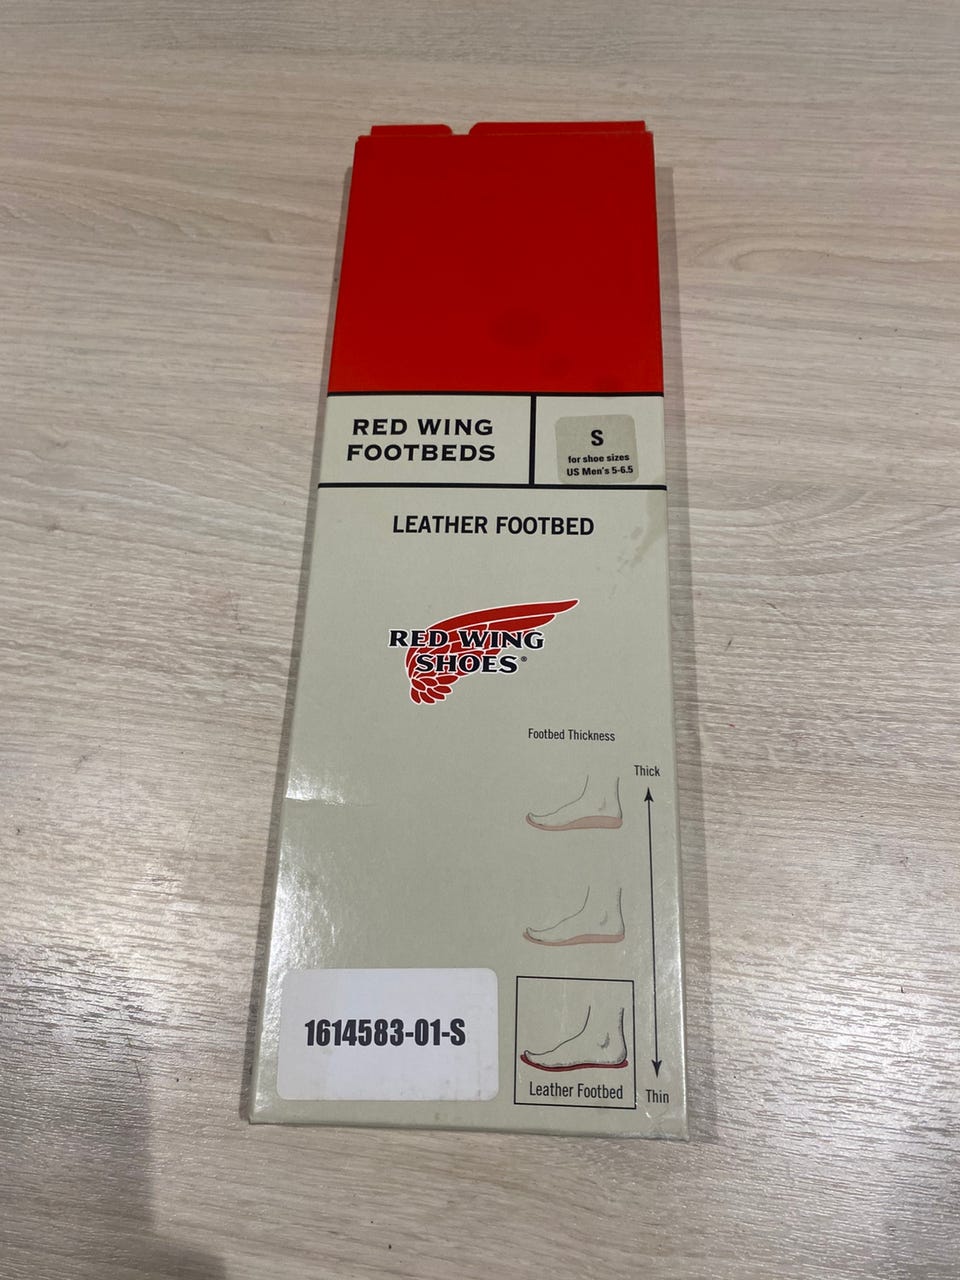 RED WING
FOOTBEDS
S
for shoe sizes
US Men's 5-6.5
LEATHER FOOTBED
RED WING
SHOES®
Footbed Thickness
Thick
1614583-01-S
Leather Footbed
Thin